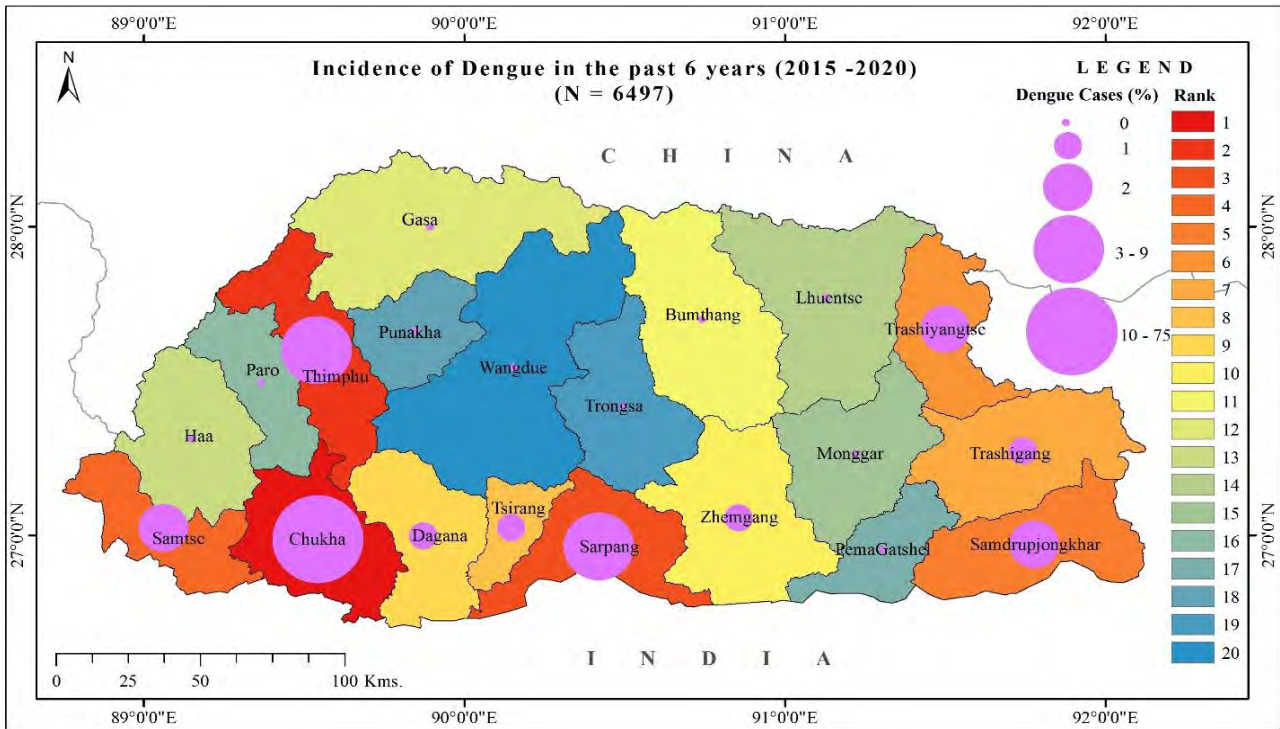 89°0'0"E
90°0'0"E
91°0'0"E
92°0'0"E
N
Incidence of Dengue in the past 6 years (2015 -2020)
(N = 6497)
LEGEND
Dengue Cases (%)
Rank
0
1
2
3 - 9
10 - 75
1
2
3
4
5
6
7
8
9
10
11
12
13
14
15
16
17
18
19
20
CHINA
28°0'0"N
28°0'0"N
Gasa
Lhuentse
Bumthang
Trashiyangtse
Punakha
Paro
Thimphu
Wangdue
Trongsa
Haa
Monggar
Trashigang
Tsirang
Zhemgang
27°0'0"N
27°0'0"N
Samtse
Chukha
Dagana
Sarpang
PemaGatshel
Samdrupjongkhar
INDIA
0 25 50 100 Kms.
89°0'0"E
90°0'0"E
91°0'0"E
92°0'0"E